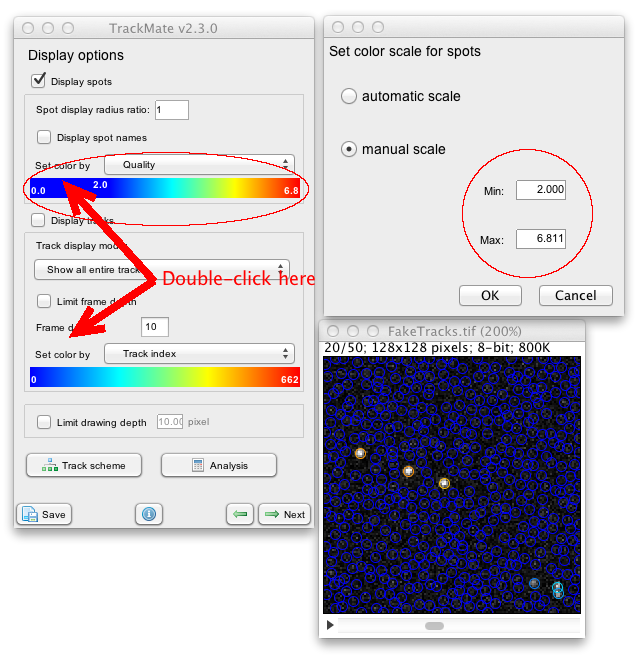 TrackMate v2.3.0
Display options
Display spots
Spot display radius ratio: 1
Display spot names
Set color by Quality
0.0 2.0 6.8
Display tracks
Track display mode:
Show all entire tracks
Double-click here
Limit frame depth
Frame d 10
Set color by Track index
0 662
Limit drawing depth 10.00 pixel
Track scheme
Analysis
Save
Next
Set color scale for spots
automatic scale
manual scale
Min: 2.000
Max: 6.811
OK
Cancel
FakeTracks.tif (200%)
20/50; 128x128 pixels; 8-bit; 800K